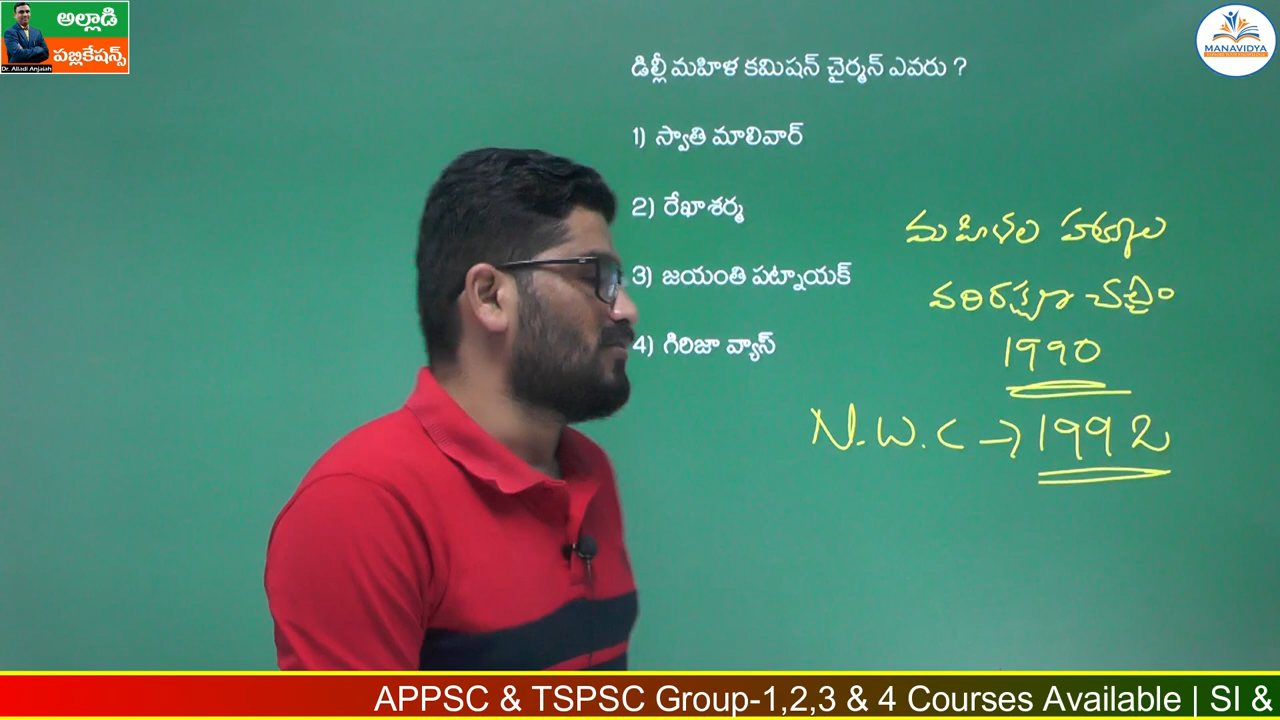 అల్లాడి
పబ్లికేషన్స్
Dr. Alladi Anjaiah
MANAVIDYA
డిల్లీ మహిళ కమిషన్ చైర్మన్ ఎవరు ?
1) స్వాతి మాలివార్
2) రేఖాశర్మ
3) జయంతి పట్నాయక్
4) గిరిజా వ్యాస్
మహిళల హక్కుల
పరిరక్షణ చట్టం
1990
N.W.C → 1992
APPSC & TSPSC Group-1,2,3 & 4 Courses Available | SI &